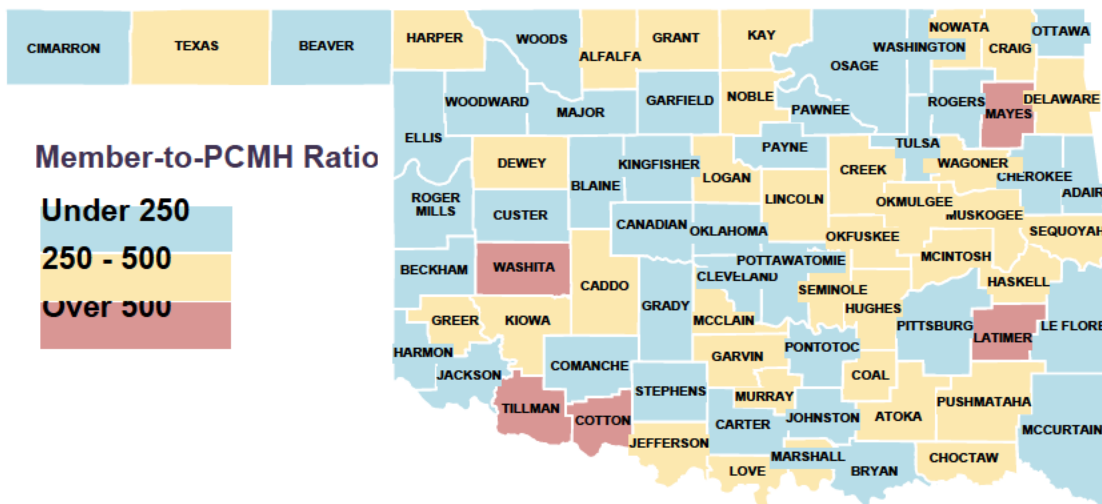 CIMARRON
TEXAS
BEAVER
HARPER
WOODS
ALFALFA
GRANT
KAY
OSAGE
WASHINGTON
NOWATA
CRAIG
OTTAWA
WOODWARD
MAJOR
GARFIELD
NOBLE
PAWNEE
ROGERS
MAYES
DELAWARE
ELLIS
Member-to-PCMH Ratio
DEWEY
BLAINE
KINGFISHER
LOGAN
PAYNE
CREEK
TULSA
WAGONER
CHEROKEE
ADAIR
Under 250
ROGER
MILLS
CUSTER
CANADIAN
OKLAHOMA
LINCOLN
OKMULGEE
MUSKOGEE
OKFUSKEE
SEQUOYAH
250 - 500
BECKHAM
WASHITA
CADDO
GRADY
CLEVELAND
POTTAWATOMIE
SEMINOLE
HUGHES
MCINTOSH
HASKELL
Over 500
GREER
KIOWA
MCCLAIN
PITTSBURG
LATIMER
LE FLORE
HARMON
JACKSON
COMANCHE
STEPHENS
GARVIN
PONTOTOC
COAL
TILLMAN
COTTON
MURRAY
CARTER
JOHNSTON
ATOKA
PUSHMATAHA
MCCURTAIN
JEFFERSON
LOVE
MARSHALL
BRYAN
CHOCTAW